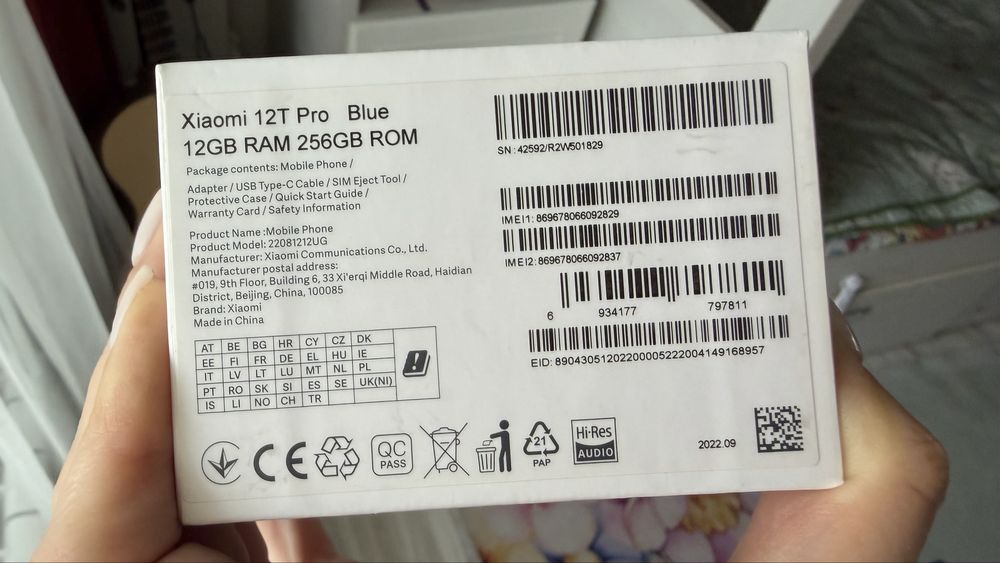 Xiaomi 12T Pro Blue
12GB RAM 256GB ROM
Package contents: Mobile Phone /
Adapter / USB Type-C Cable / SIM Eject Tool /
Protective Case / Quick Start Guide /
Warranty Card / Safety Information
Product Name :Mobile Phone
Product Model: 22081212UG
Manufacturer: Xiaomi Communications Co., Ltd.
Manufacturer postal address:
#019, 9th Floor, Building 6, 33 Xi'erqi Middle Road, Haidian
District, Beijing, China, 100085
Brand: Xiaomi
Made in China
AT BE BG HR CY CZ DK
EE FI FR DE EL HU IE
IT LV LT LU MT NL PL
PT RO SK SI ES SE UK(NI)
IS LI NO CH TR
CE
QC
PASS
21
PAP
Hi-Res
AUDIO
SN: 42592/R2W501829
IMEI1: 869678066092829
IMEI2: 869678066092837
6 934177 797811
EID: 89043051202200005222004149168957
2022.09